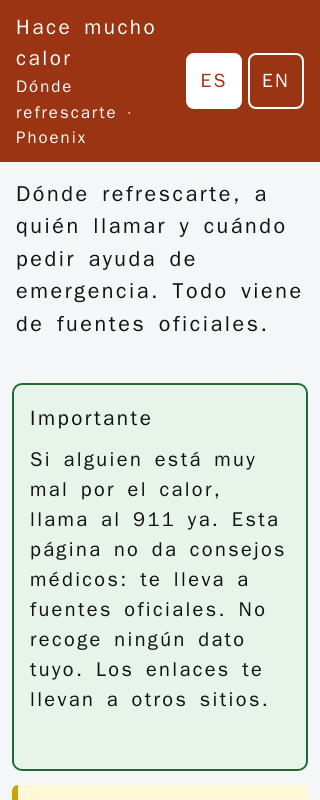 Hace mucho
calor
Dónde
refrescarte ·
Phoenix
ES
EN
Dónde refrescarte, a
quién llamar y cuándo
pedir ayuda de
emergencia. Todo viene
de fuentes oficiales.
Importante
Si alguien está muy
mal por el calor,
llama al 911 ya. Esta
página no da consejos
médicos: te lleva a
fuentes oficiales. No
recoge ningún dato
tuyo. Los enlaces te
llevan a otros sitios.